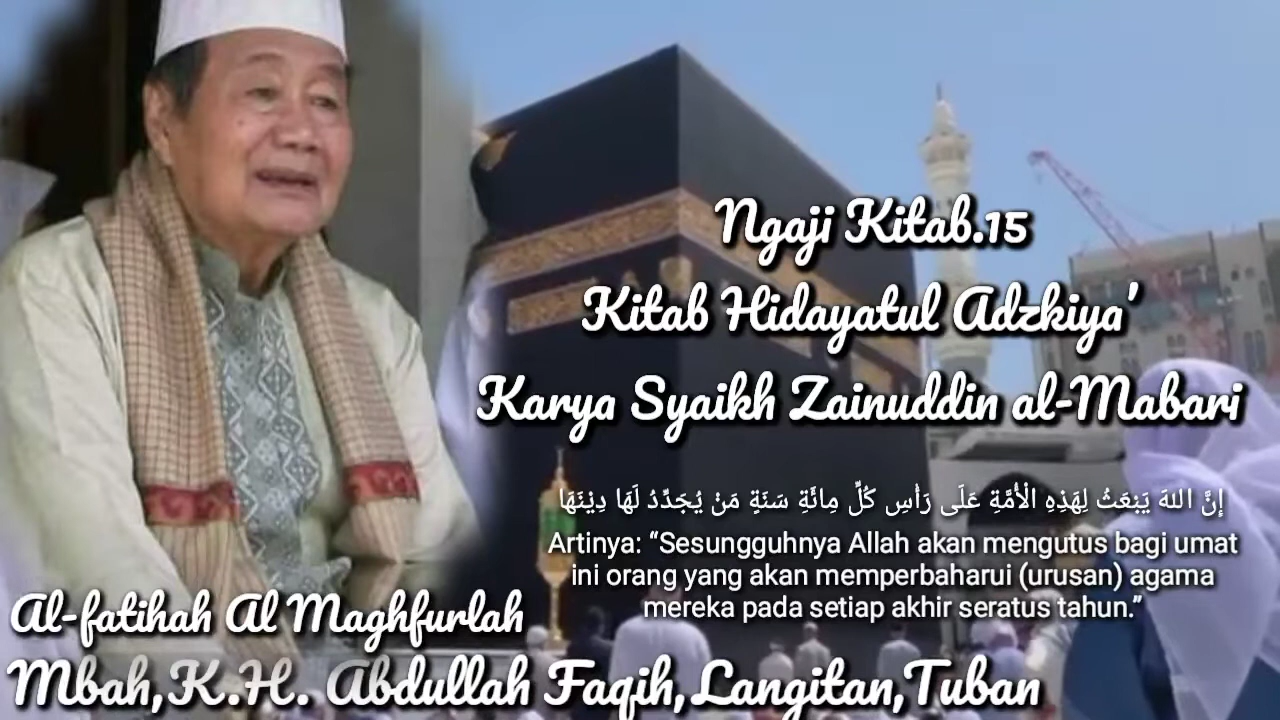 Ngaji Kitab.15
Kitab Hidayatul Adzkiya'
Karya Syaikh Zainuddin al-Mabari
إِنَّ اللهَ يَبْعَثُ لِهَذِهِ الْأُمَّةِ عَلَى رَأْسِ كُلِّ مِائَةِ سَنَةٍ مَنْ يُجَدِّدُ لَهَا دِيْنَهَا
Artinya: “Sesungguhnya Allah akan mengutus bagi umat
ini orang yang akan memperbaharui (urusan) agama
mereka pada setiap akhir seratus tahun.”
Al-fatihah Al Maghfurlah
Mbah,K.H. Abdullah Faqih,Langitan,Tuban